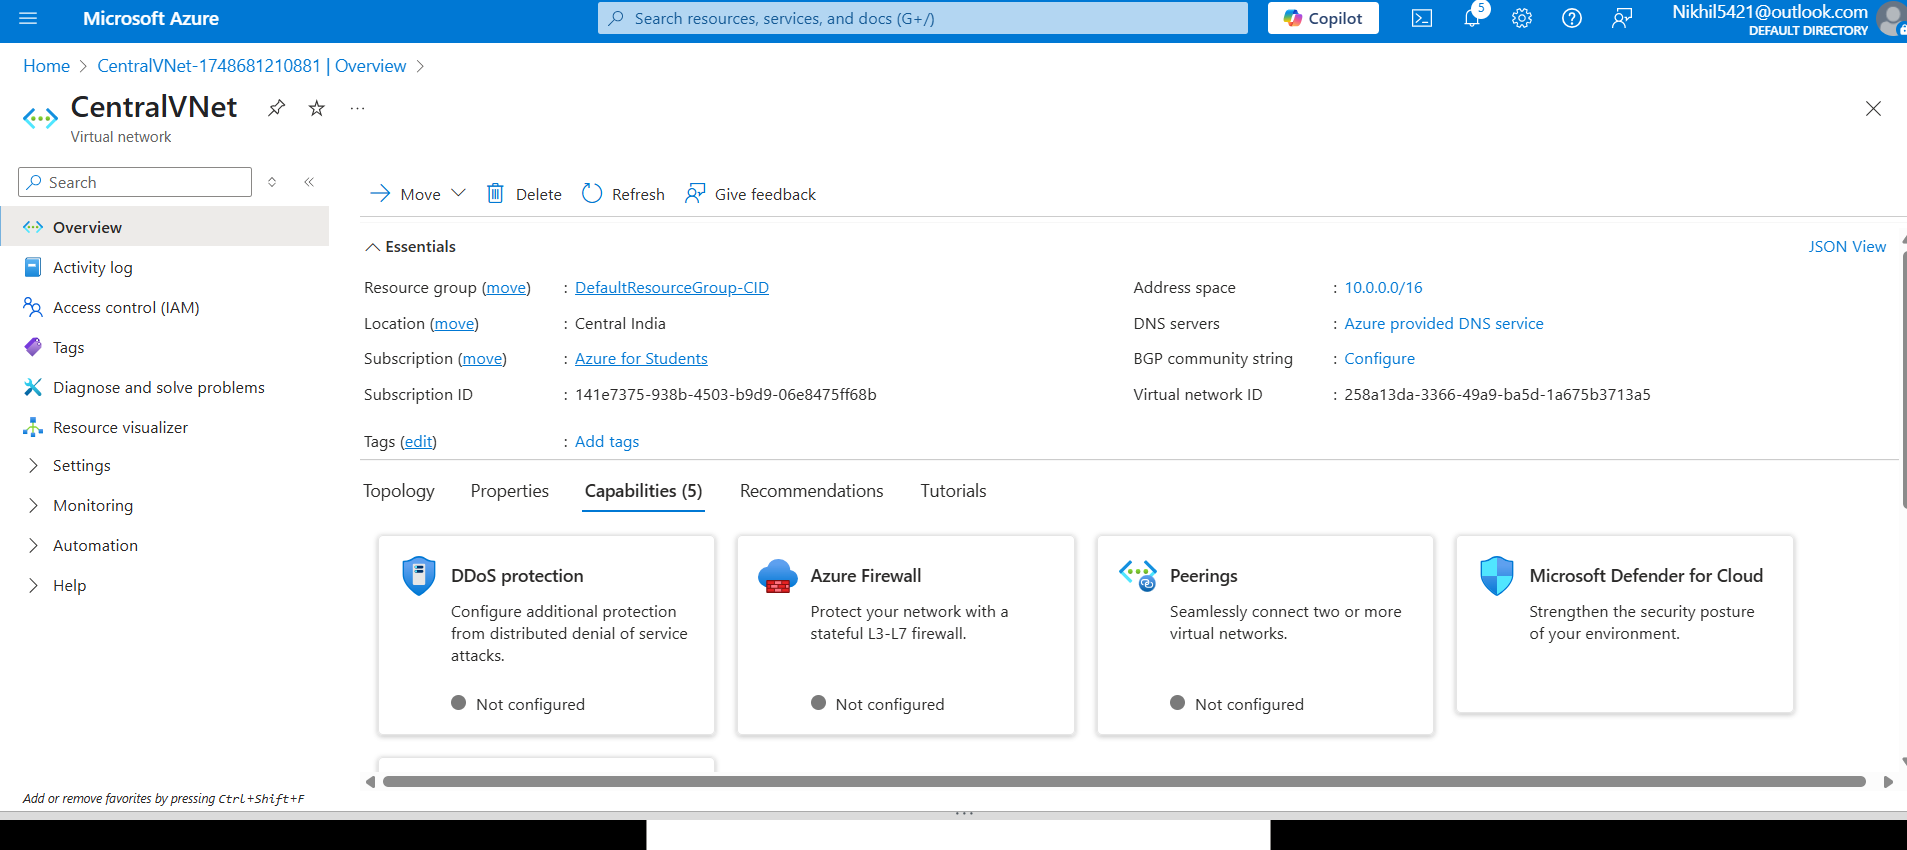 Microsoft Azure
Search resources, services, and docs (G+/)
Copilot
5
Nikhil5421@outlook.com
DEFAULT DIRECTORY
Home > CentralVNet-1748681210881 | Overview >
CentralVNet
Virtual network
Search
Overview
Activity log
Access control (IAM)
Tags
Diagnose and solve problems
Resource visualizer
Settings
Monitoring
Automation
Help
Add or remove favorites by pressing Ctrl+Shift+F
Move
Delete
Refresh
Give feedback
Essentials
JSON View
Resource group (move) : DefaultResourceGroup-CID
Location (move) : Central India
Subscription (move) : Azure for Students
Subscription ID : 141e7375-938b-4503-b9d9-06e8475ff68b
Tags (edit) : Add tags
Address space : 10.0.0.0/16
DNS servers : Azure provided DNS service
BGP community string : Configure
Virtual network ID : 258a13da-3366-49a9-ba5d-1a675b3713a5
Topology
Properties
Capabilities (5)
Recommendations
Tutorials
DDoS protection
Configure additional protection
from distributed denial of service
attacks.
Not configured
Azure Firewall
Protect your network with a
stateful L3-L7 firewall.
Not configured
Peerings
Seamlessly connect two or more
virtual networks.
Not configured
Microsoft Defender for Cloud
Strengthen the security posture
of your environment.